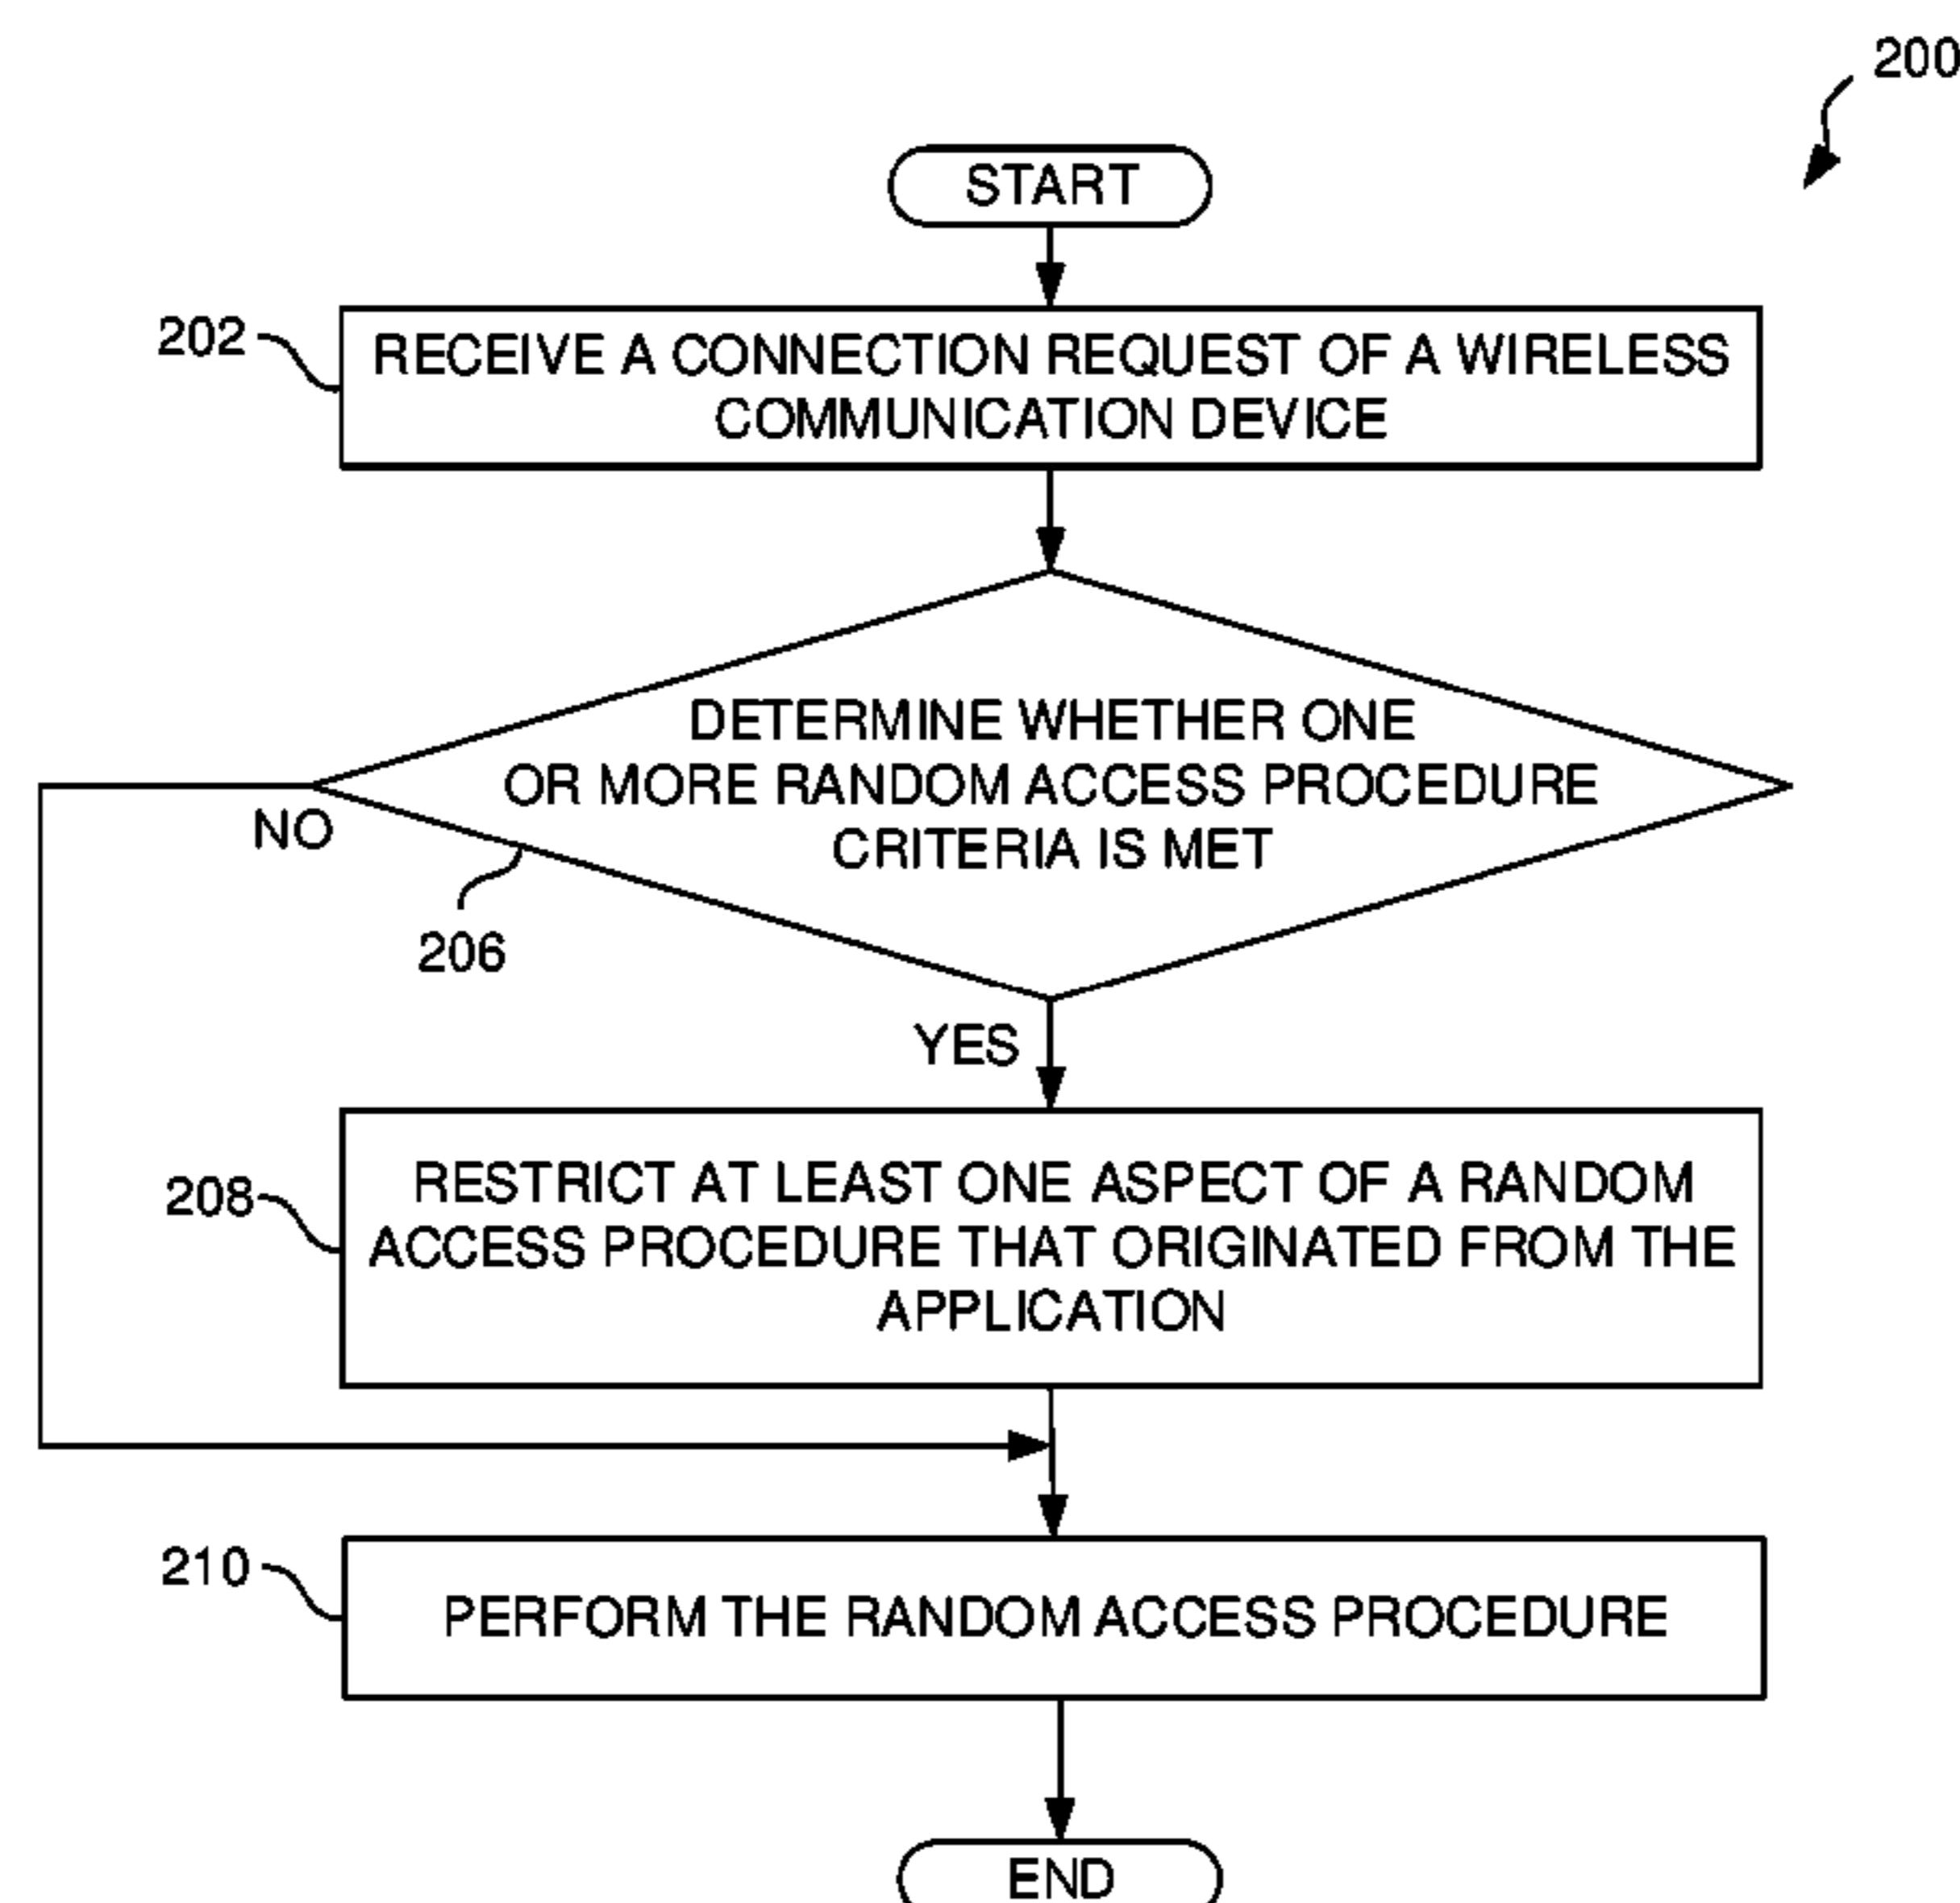 200
START
202
RECEIVE A CONNECTION REQUEST OF A WIRELESS
COMMUNICATION DEVICE
DETERMINE WHETHER ONE
OR MORE RANDOM ACCESS PROCEDURE
CRITERIA IS MET
NO
206
YES
208
RESTRICT AT LEAST ONE ASPECT OF A RANDOM
ACCESS PROCEDURE THAT ORIGINATED FROM THE
APPLICATION
210
PERFORM THE RANDOM ACCESS PROCEDURE
END